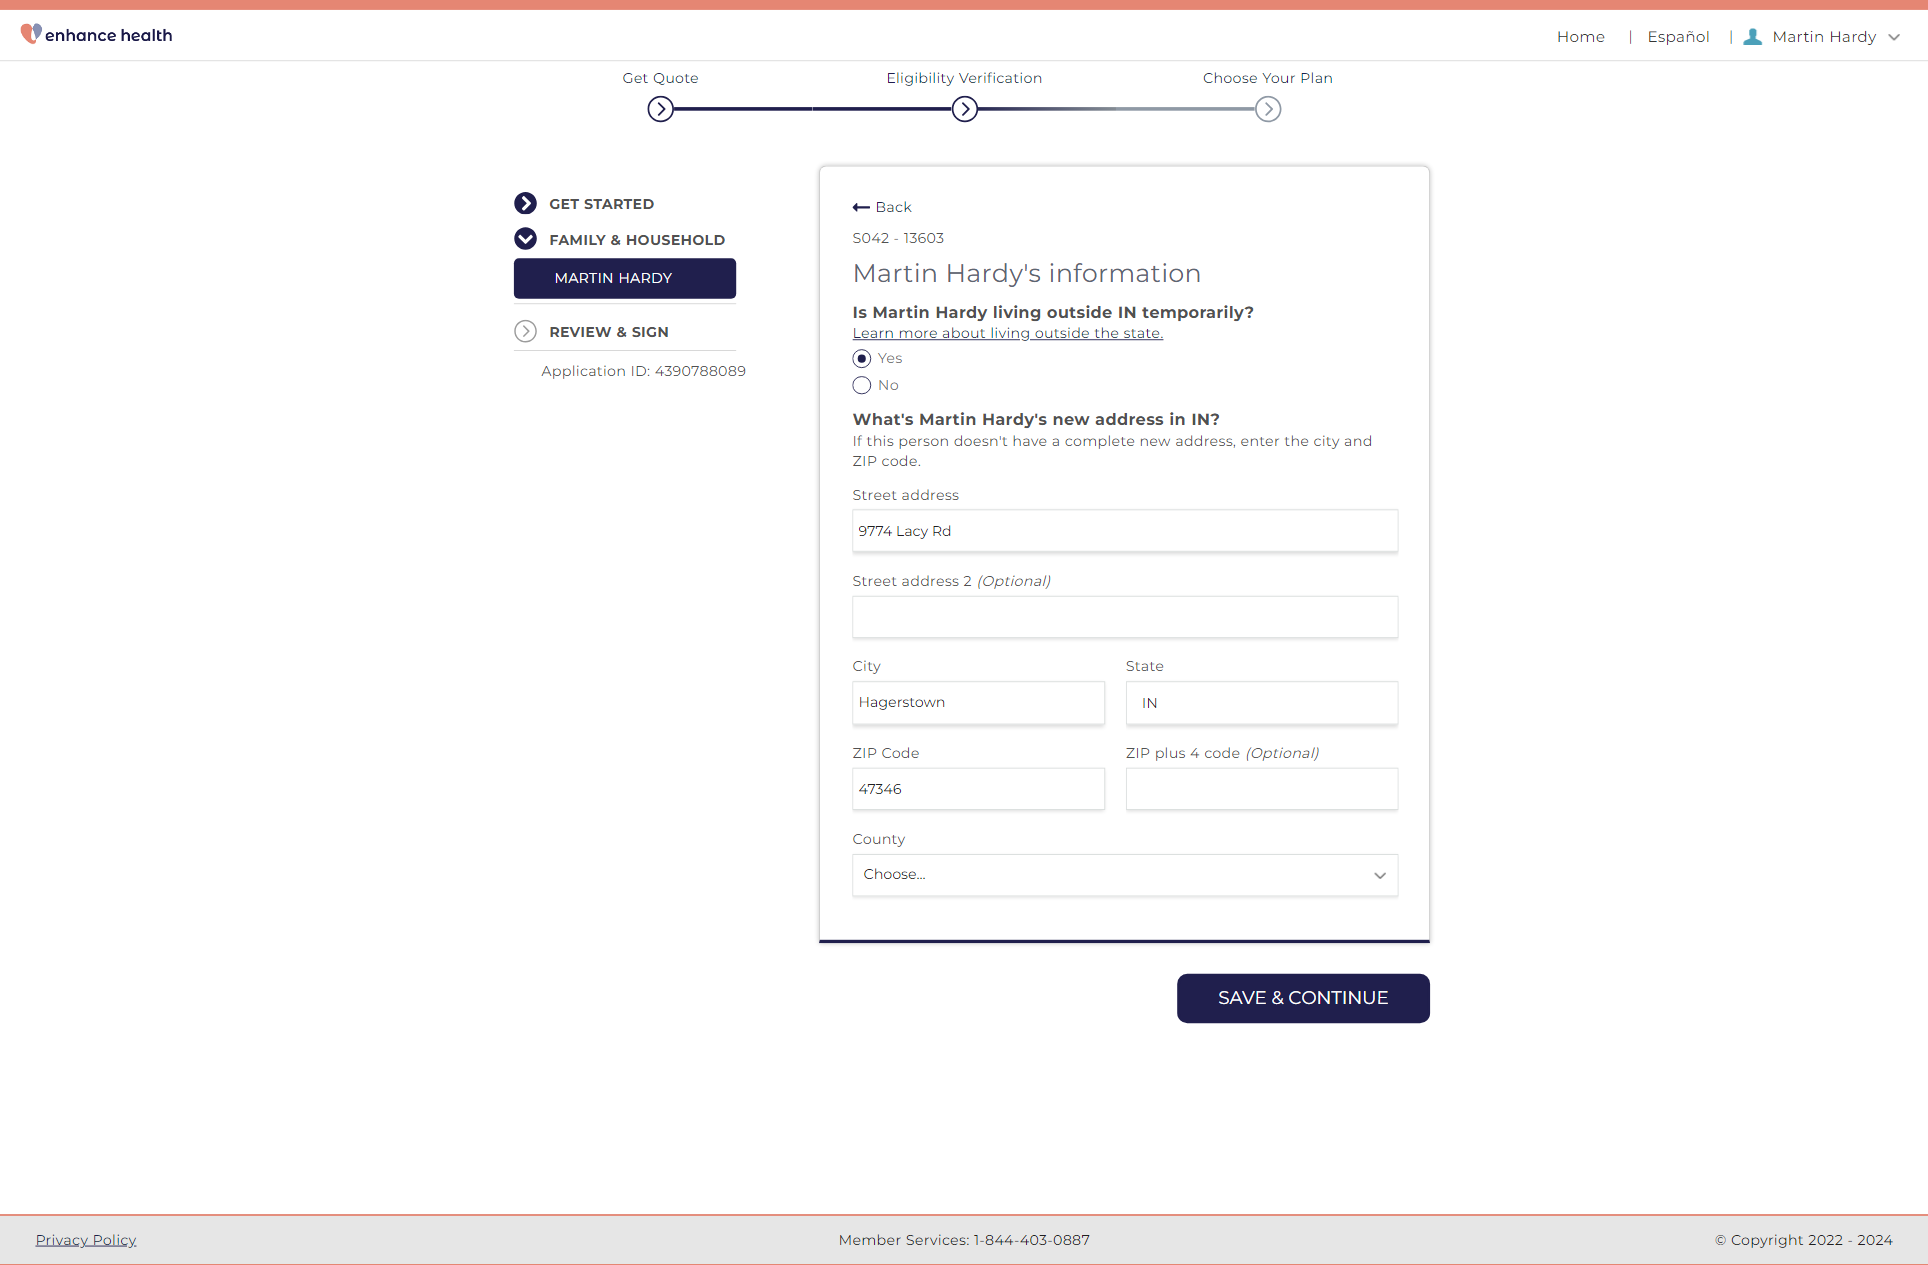 enhance health
Home | Español | Martin Hardy
Get Quote
Eligibility Verification
Choose Your Plan
GET STARTED
FAMILY & HOUSEHOLD
MARTIN HARDY
REVIEW & SIGN
Application ID: 4390788089
Back
S042 - 13603
Martin Hardy's information
Is Martin Hardy living outside IN temporarily?
Learn more about living outside the state.
Yes
No
What's Martin Hardy's new address in IN?
If this person doesn't have a complete new address, enter the city and
ZIP code.
Street address
9774 Lacy Rd
Street address 2 (Optional)
City
State
Hagerstown
IN
ZIP Code
ZIP plus 4 code (Optional)
47346
County
Choose...
SAVE & CONTINUE
Privacy Policy
Member Services: 1-844-403-0887
© Copyright 2022 - 2024